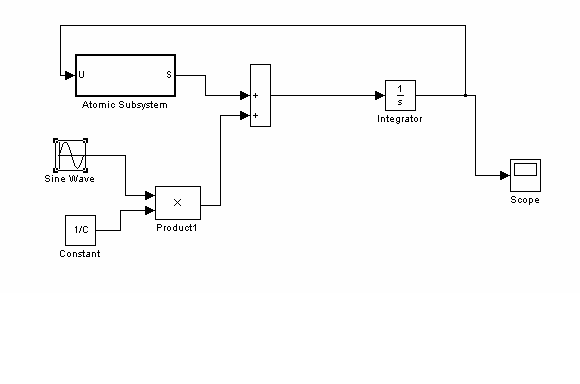 U S
Atomic Subsystem
+
+
1
s
Integrator
Sine Wave
×
Product1
1/C
Constant
Scope